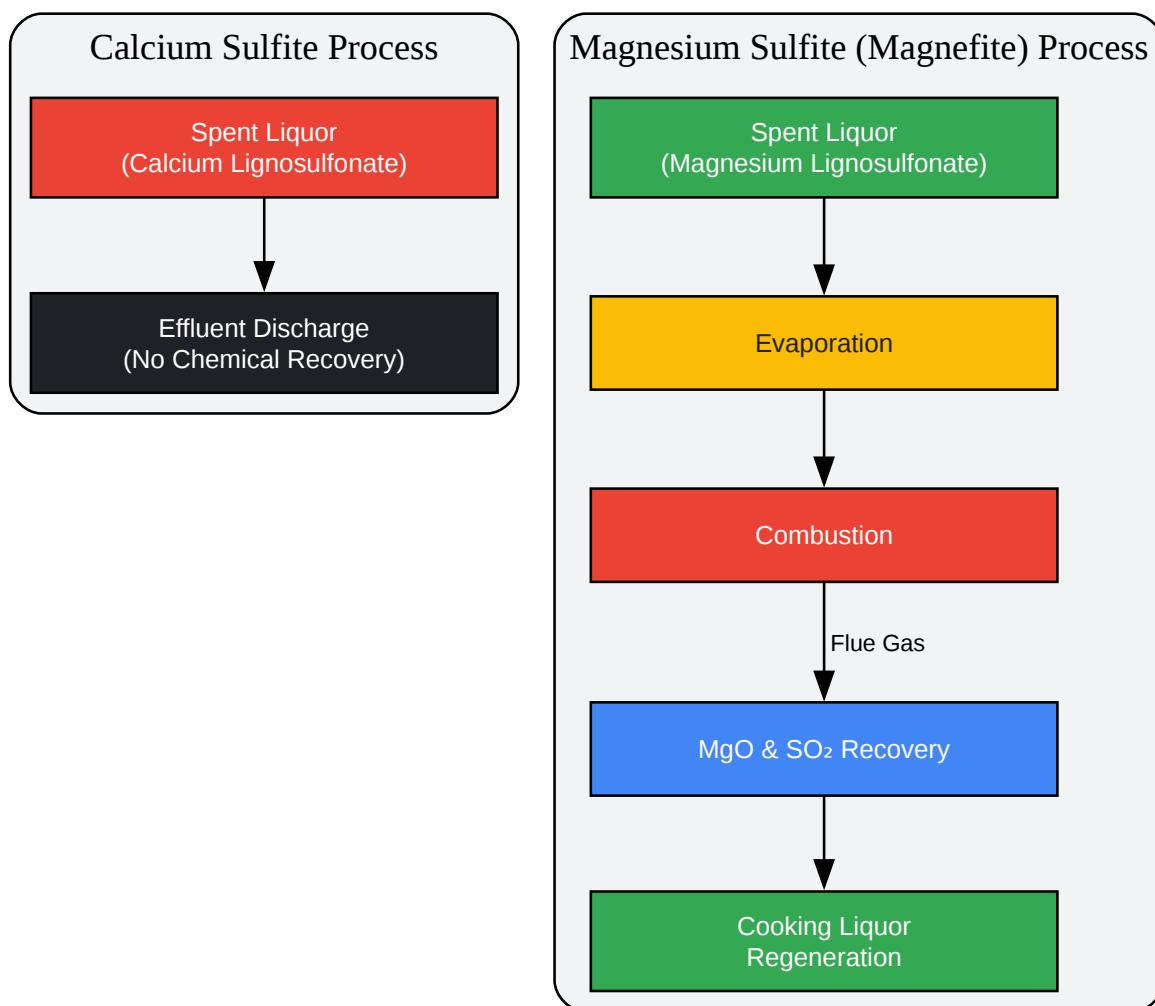 Calcium Sulfite Process
Spent Liquor
(Calcium Lignosulfonate)
Effluent Discharge
(No Chemical Recovery)
Magnesium Sulfite (Magnefite) Process
Spent Liquor
(Magnesium Lignosulfonate)
Evaporation
Combustion
Flue Gas
MgO & SO₂ Recovery
Cooking Liquor
Regeneration